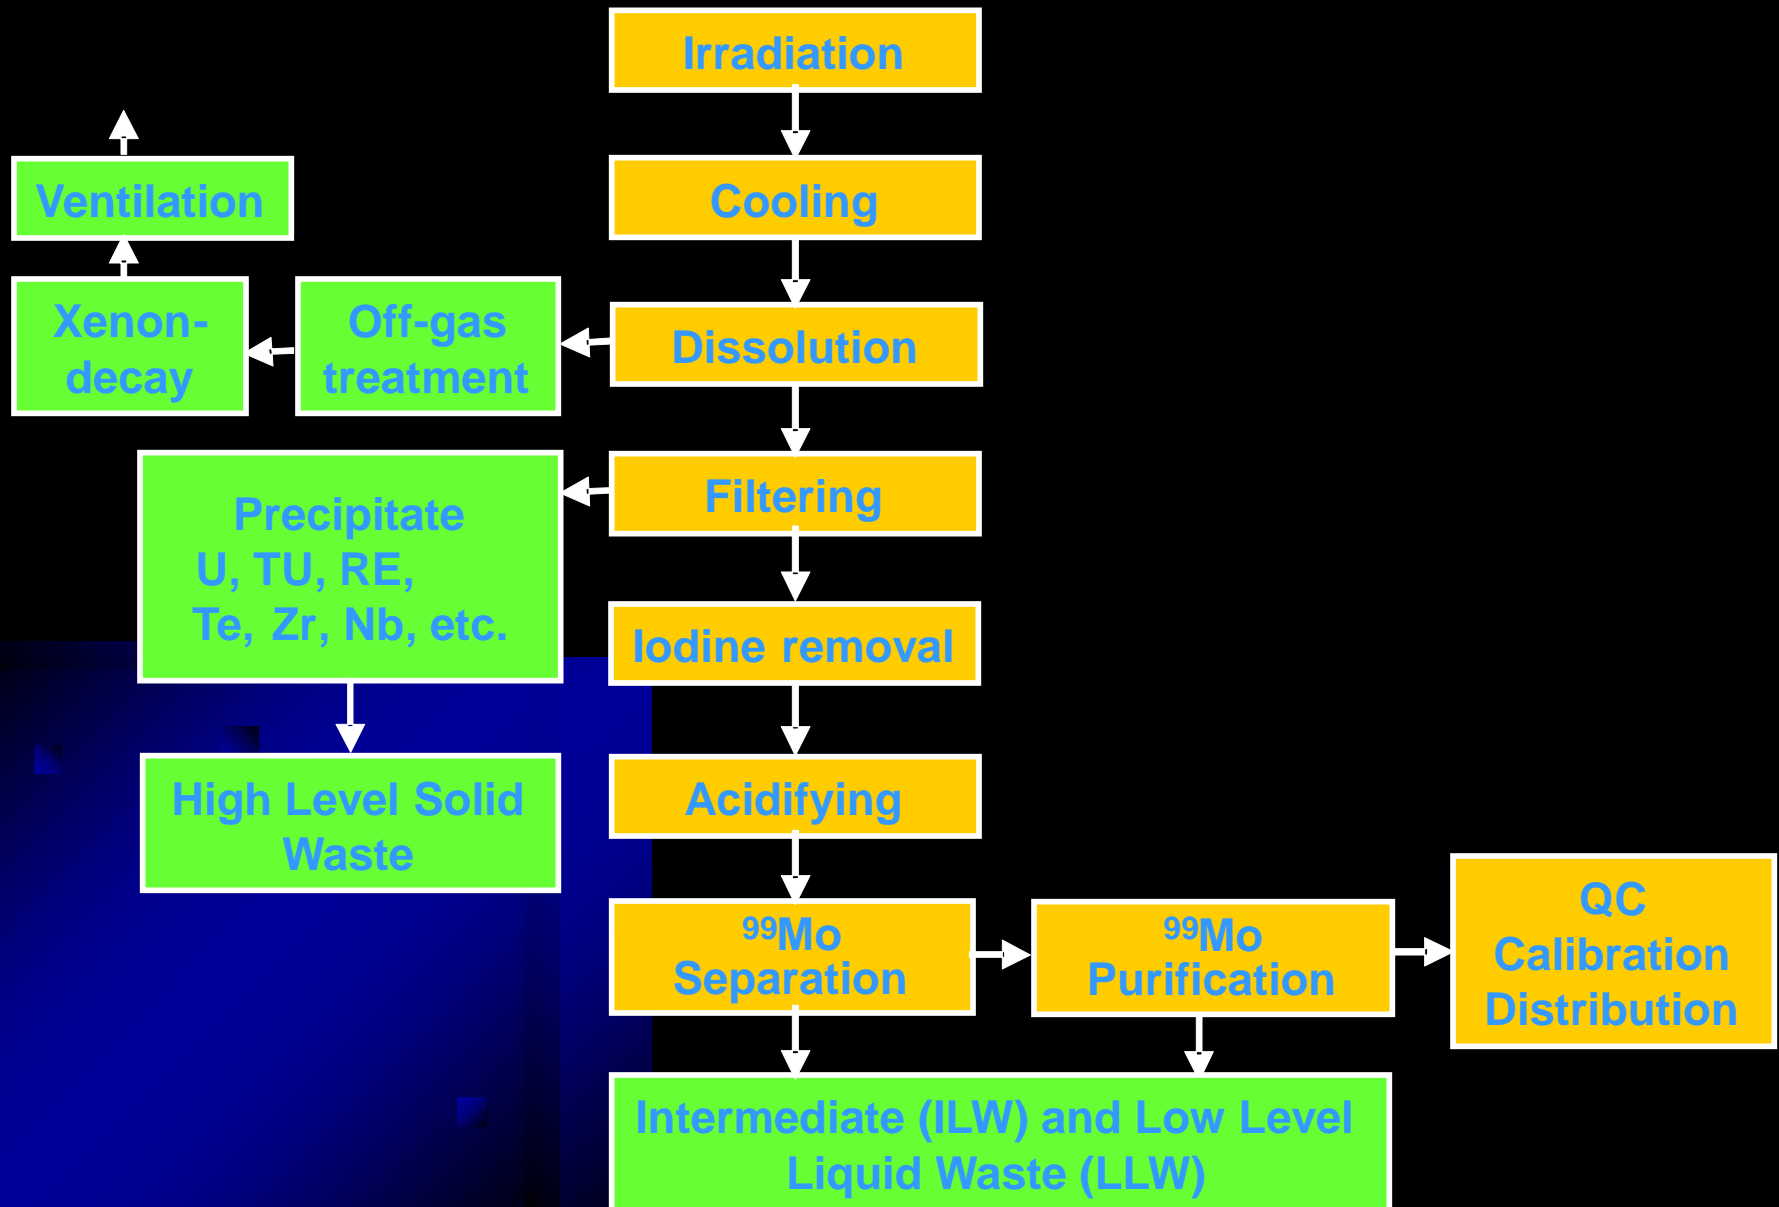 Irradiation
Ventilation
Cooling
Xenon-
decay
Off-gas
treatment
Dissolution
Precipitate
U, TU, RE,
Te, Zr, Nb, etc.
Filtering
Iodine removal
High Level Solid
Waste
Acidifying
⁹⁹Mo
Separation
⁹⁹Mo
Purification
QC
Calibration
Distribution
Intermediate (ILW) and Low Level
Liquid Waste (LLW)